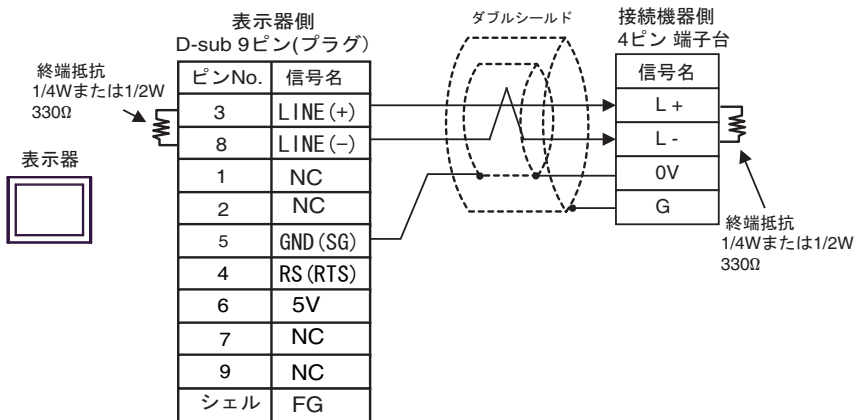 表示器側
D-sub 9ピン(プラグ)
ダブルシールド
接続機器側
4ピン 端子台
終端抵抗
1/4Wまたは1/2W
330Ω
表示器
ピンNo. 信号名
3 LINE(+)
8 LINE(-)
1 NC
2 NC
5 GND(SG)
4 RS(RTS)
6 5V
7 NC
9 NC
シェル FG
信号名
L +
L -
0V
G
終端抵抗
1/4Wまたは1/2W
330Ω